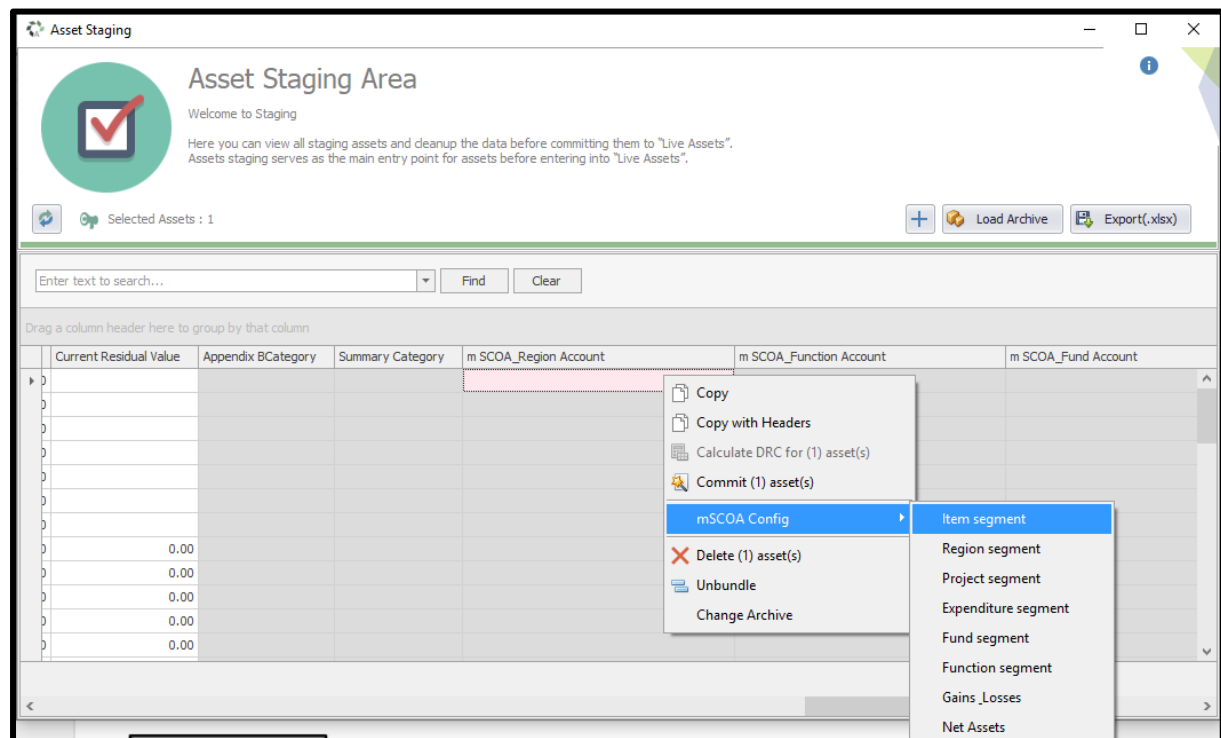 Asset Staging
Asset Staging Area
Welcome to Staging
Here you can view all staging assets and cleanup the data before committing them to "Live Assets".
Assets staging serves as the main entry point for assets before entering into "Live Assets".
Selected Assets : 1
Load Archive
Export(.xlsx)
Enter text to search...
Find
Clear
Drag a column header here to group by that column
Current Residual Value Appendix BCategory Summary Category m SCOA_Region Account m SCOA_Function Account m SCOA_Fund Account
Copy
Copy with Headers
Calculate DRC for (1) asset(s)
Commit (1) asset(s)
mSCOA Config
Delete (1) asset(s)
Unbundle
Change Archive
Item segment
Region segment
Project segment
Expenditure segment
Fund segment
Function segment
Gains_Losses
Net Assets
0.00
0.00
0.00
0.00
0.00